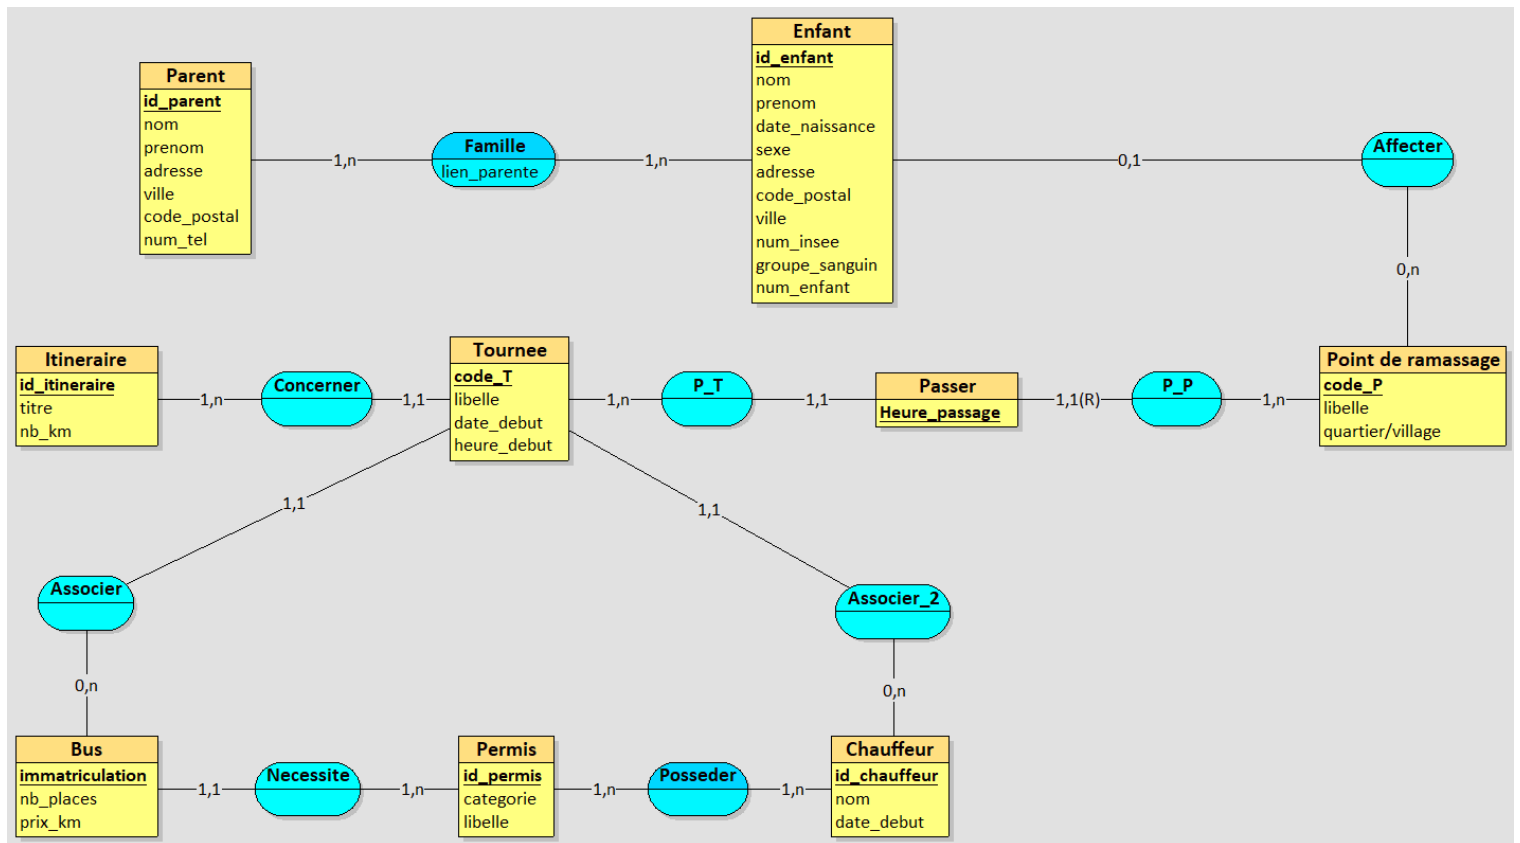 Enfant
id_enfant
nom
prenom
date_naissance
sexe
adresse
code_postal
ville
num_insee
groupe_sanguin
num_enfant
Parent
id_parent
nom
prenom
adresse
ville
code_postal
num_tel
1,n
Famille
lien_parente
1,n
0,1
Affecter
0,n
Itineraire
id_itineraire
titre
nb_km
1,n
Concerner
1,1
Tournee
code_T
libelle
date_debut
heure_debut
1,n
P_T
1,1
Passer
Heure_passage
1,1(R)
P_P
1,n
Point de ramassage
code_P
libelle
quartier/village
1,1
1,1
Associer
Associer_2
0,n
0,n
Bus
immatriculation
nb_places
prix_km
1,1
Necessite
1,n
Permis
id_permis
categorie
libelle
1,n
Posseder
1,n
Chauffeur
id_chauffeur
nom
date_debut